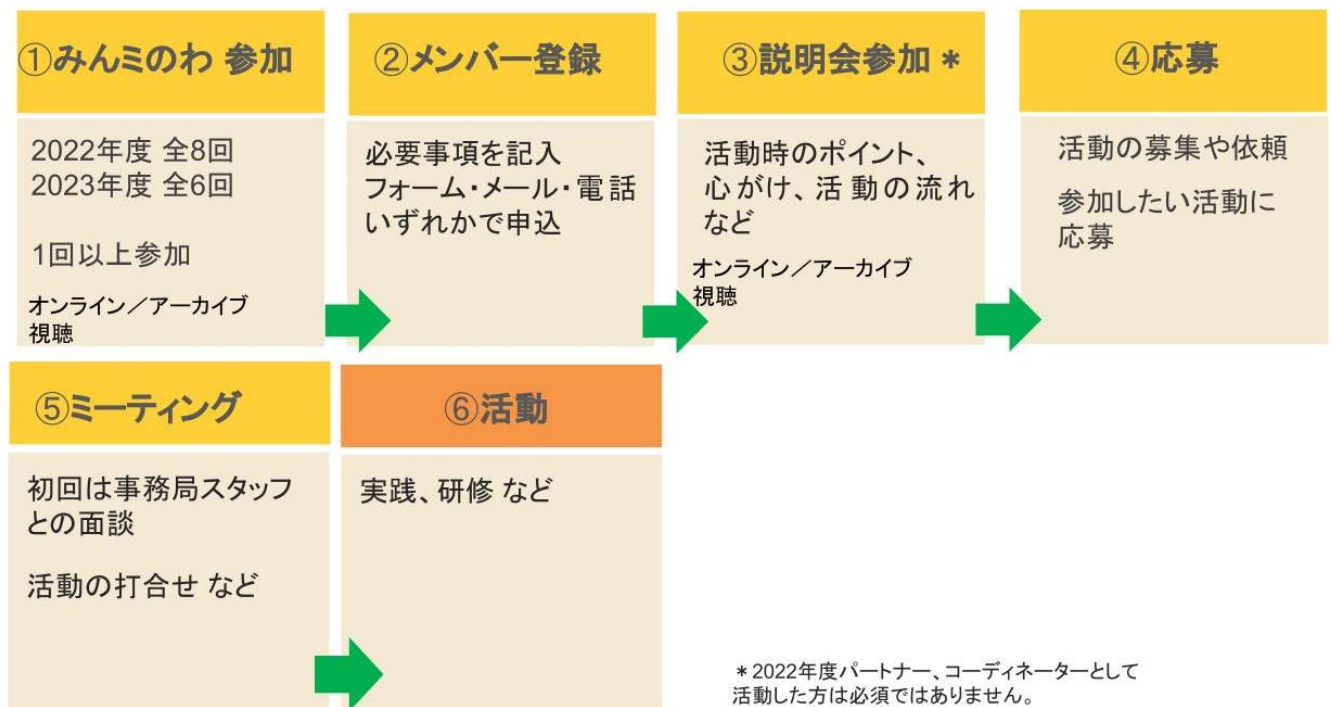 ①みんミのわ 参加
2022年度 全8回
2023年度 全6回
1回以上参加
オンライン／アーカイブ
視聴
②メンバー登録
必要事項を記入
フォーム・メール・電話
いずれかで申込
③説明会参加＊
活動時のポイント、
心がけ、活動の流れ
など
オンライン／アーカイブ
視聴
④応募
活動の募集や依頼
参加したい活動に
応募
⑤ミーティング
初回は事務局スタッフ
との面談
活動の打合せ など
⑥活動
実践、研修 など
＊2022年度パートナー、コーディネーターとして
活動した方は必須ではありません。